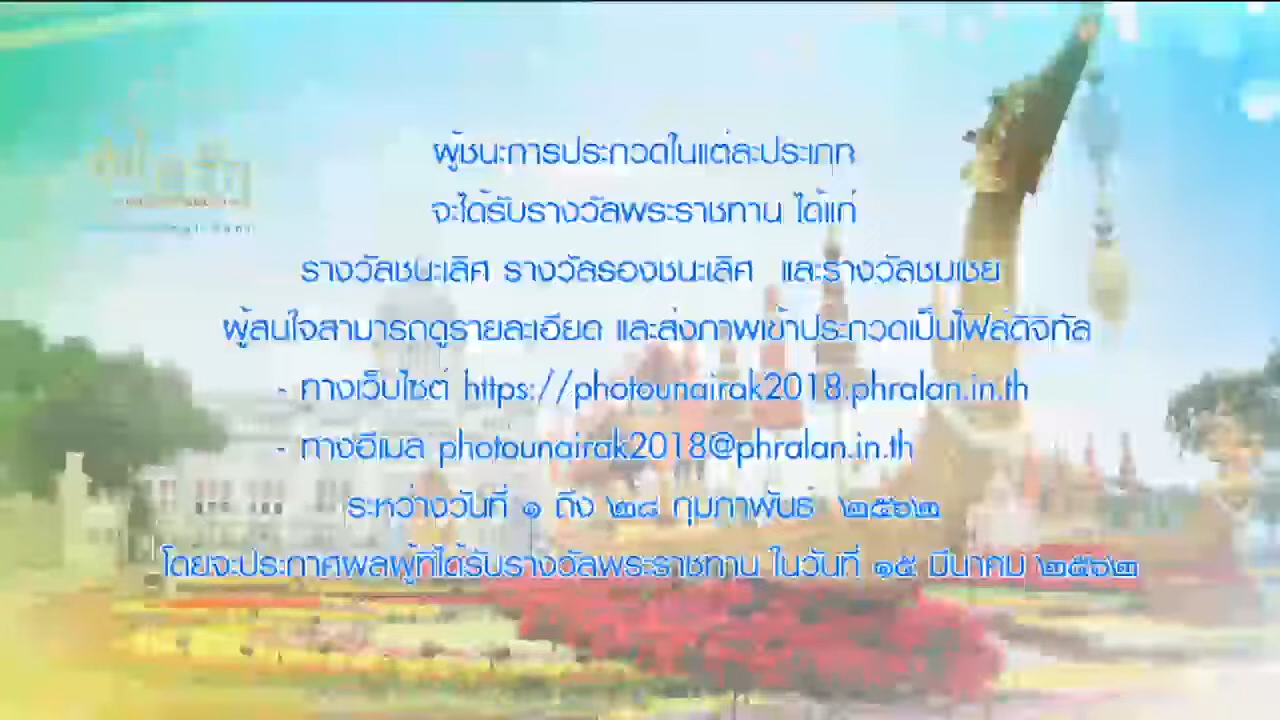 ผู้ชนะการประกวดในแต่ละประเภท
จะได้รับรางวัลพระราชทาน ได้แก่
รางวัลชนะเลิศ รางวัลรองชนะเลิศ และรางวัลชมเชย
ผู้สนใจสามารถดูรายละเอียด และส่งภาพเข้าประกวดเป็นไฟล์ดิจิทัล
- ทางเว็บไซต์ https://photounairak2018.phralan.in.th
- ทางอีเมล photounairak2018@phralan.in.th
ระหว่างวันที่ ๑ ถึง ๒๘ กุมภาพันธ์ ๒๕๖๒
โดยจะประกาศผลผู้ที่ได้รับรางวัลพระราชทาน ในวันที่ ๑๕ มีนาคม ๒๕๖๒